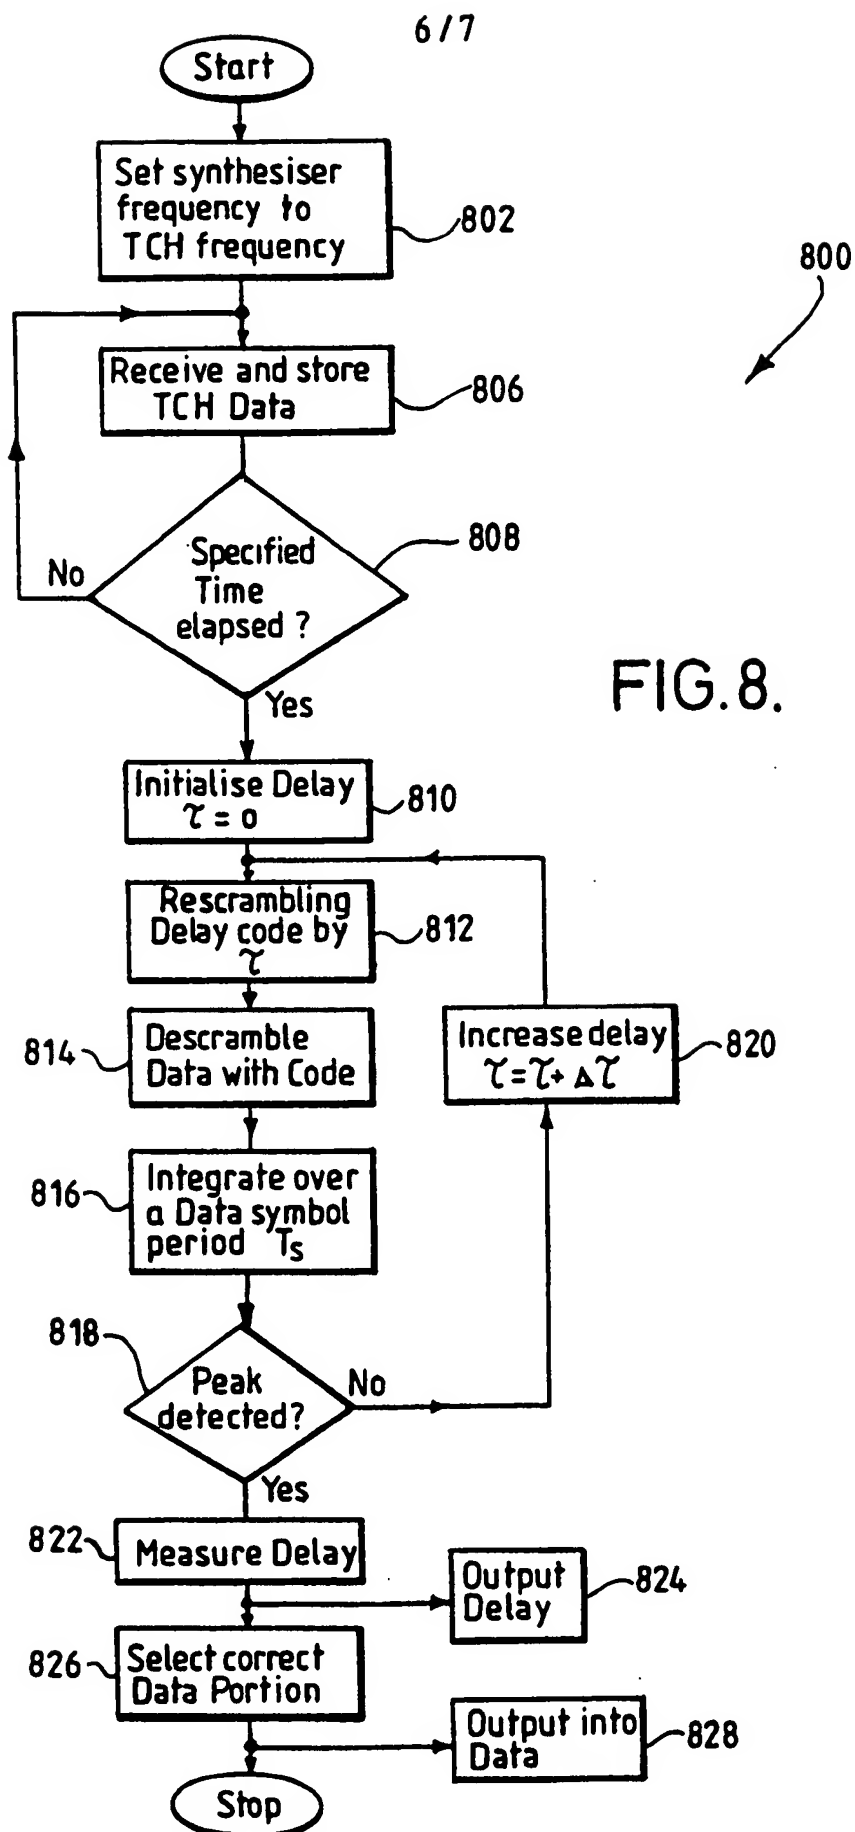 6/7
Start
Set synthesiser
frequency to
TCH frequency
802
800
Receive and store
TCH Data
806
Specified
Time
elapsed ?
808
No
Yes
FIG.8.
Initialise Delay
τ = 0
810
Rescrambling
Delay code by
τ
812
814
Descramble
Data with Code
Increase delay
τ = τ + Δτ
820
816
Integrate over
a Data symbol
period Ts
818
Peak
detected?
No
Yes
822
Measure Delay
Output
Delay
824
826
Select correct
Data Portion
Output into
Data
828
Stop